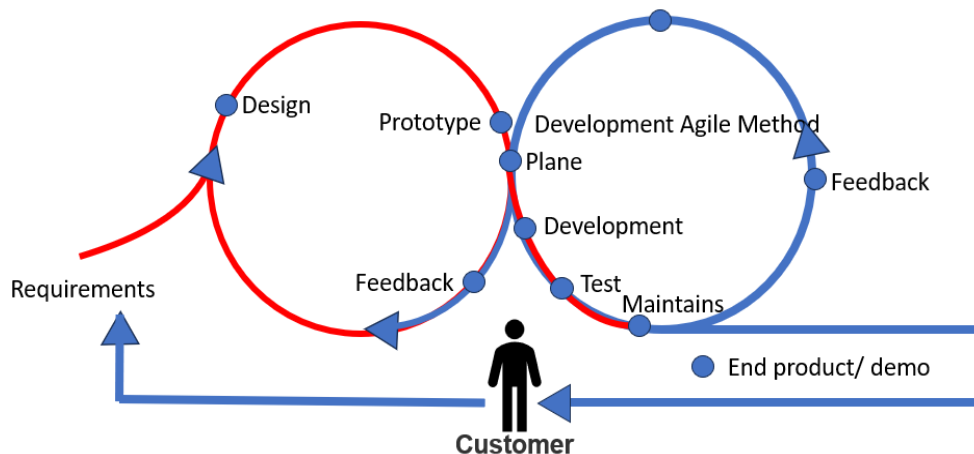 Design
Prototype
Development Agile Method
Plane
Feedback
Development
Feedback
Test
Requirements
Maintains
End product/ demo
Customer